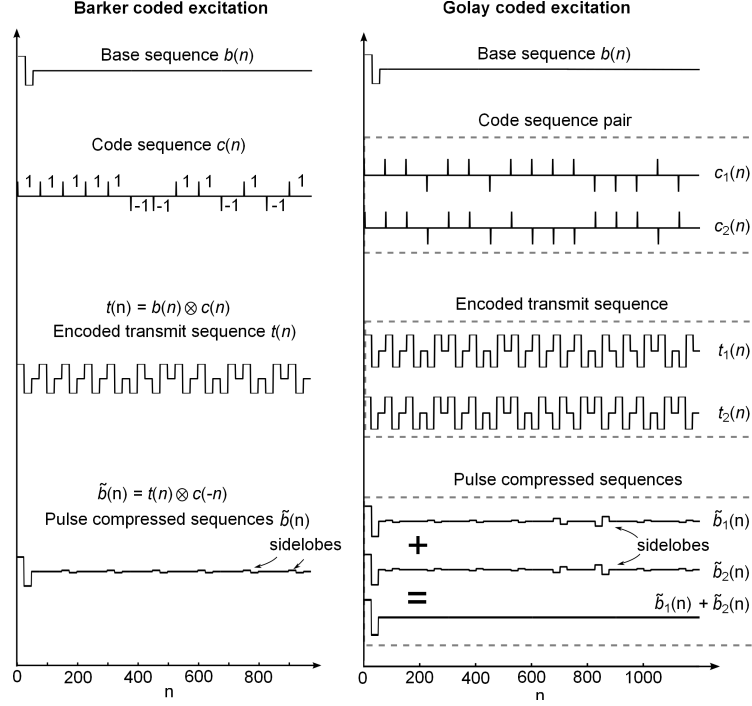 Barker coded excitation
Base sequence b(n)
Code sequence c(n)
1 1 1 1 1 -1 -1 1 1 -1 1 -1 1
t(n) = b(n) ⊗ c(n)
Encoded transmit sequence t(n)
b̃(n) = t(n) ⊗ c(-n)
Pulse compressed sequences b̃(n)
sidelobes
0 200 400 600 800
n
Golay coded excitation
Base sequence b(n)
Code sequence pair
c₁(n)
c₂(n)
Encoded transmit sequence
t₁(n)
t₂(n)
Pulse compressed sequences
b̃₁(n)
+
sidelobes
b̃₂(n)
=
b̃₁(n) + b̃₂(n)
0 200 400 600 800 1000
n